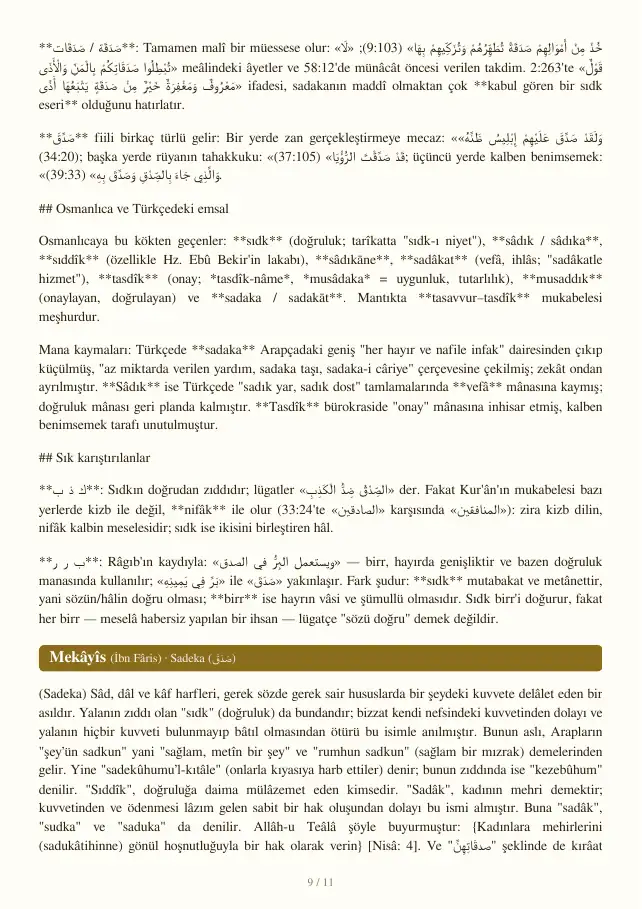 **صَدَقَة / صَدَقَات**: Tamamen malî bir müessese olur: «خُذْ مِنْ أَمْوَالِهِمْ صَدَقَةً تُطَهِّرُهُمْ وَتُزَكِّيهِمْ بِهَا» (9:103); «لَا
تُبْطِلُوا صَدَقَاتِكُمْ بِالْمَنِّ وَالْأَذَى» meâlindeki âyetler ve 58:12'de münâcât öncesi verilen takdim. 2:263'te «قَوْلٌ
مَعْرُوفٌ وَمَغْفِرَةٌ خَيْرٌ مِنْ صَدَقَةٍ يَتْبَعُهَا أَذًى» ifadesi, sadakanın maddî olmaktan çok **kabul gören bir sıdk
eseri** olduğunu hatırlatır.
**صَدَّقَ** fiili birkaç türlü gelir: Bir yerde zan gerçekleştirmeye mecaz: ««وَلَقَدْ صَدَّقَ عَلَيْهِمْ إِبْلِيسُ ظَنَّهُ
(34:20); başka yerde rüyanın tahakkuku: «قَدْ صَدَّقْتَ الرُّؤْيَا» (37:105); üçüncü yerde kalben benimsemek:
«وَالَّذِي جَاءَ بِالصِّدْقِ وَصَدَّقَ بِهِ» (39:33).
## Osmanlıca ve Türkçedeki emsal
Osmanlıcaya bu kökten geçenler: **sıdk** (doğruluk; tarîkatta "sıdk-ı niyet"), **sâdık / sâdıka**,
**sıddîk** (özellikle Hz. Ebû Bekir'in lakabı), **sâdıkāne**, **sadâkat** (vefâ, ihlâs; "sadâkatle
hizmet"), **tasdîk** (onay; *tasdîk-nâme*, *musâdaka* = uygunluk, tutarlılık), **musaddık**
(onaylayan, doğrulayan) ve **sadaka / sadakāt**. Mantıkta **tasavvur–tasdîk** mukabelesi
meşhurdur.
Mana kaymaları: Türkçede **sadaka** Arapçadaki geniş "her hayır ve nafile infak" dairesinden çıkıp
küçülmüş, "az miktarda verilen yardım, sadaka taşı, sadaka-i câriye" çerçevesine çekilmiş; zekât ondan
ayrılmıştır. **Sâdık** ise Türkçede "sadık yar, sadık dost" tamlamalarında **vefâ** mânasına kaymış;
doğruluk mânası geri planda kalmıştır. **Tasdîk** bürokraside "onay" mânasına inhisar etmiş, kalben
benimsemek tarafı unutulmuştur.
## Sık karıştırılanlar
**ك ذ ب**: Sıdkın doğrudan zıddıdır; lügatler «الصِّدْقُ ضِدُّ الْكَذِبِ» der. Fakat Kur'ân'ın mukabelesi bazı
yerlerde kizb ile değil, **nifâk** ile olur (33:24'te «الصادقين» karşısında «المنافقين»): zira kizb dilin,
nifâk kalbin meselesidir; sıdk ise ikisini birleştiren hâl.
**ب ر ر**: Râgıb'ın kaydıyla: «ويستعمل البِرُّ في الصدق» — birr, hayırda genişliktir ve bazen doğruluk
manasında kullanılır; «بَرَّ فِي يَمِينِهِ» ile «صَدَقَ» yakınlaşır. Fark şudur: **sıdk** mutabakat ve metânettir,
yani sözün/hâlin doğru olması; **birr** ise hayrın vâsi ve şümullü olmasıdır. Sıdk birr'i doğurur, fakat
her birr — meselâ habersiz yapılan bir ihsan — lügatçe "sözü doğru" demek değildir.
Mekâyîs (İbn Fâris) · Sadeka (صَدَقَ)
(Sadeka) Sâd, dâl ve kâf harfleri, gerek sözde gerek sair hususlarda bir şeydeki kuvvete delâlet eden bir
asıldır. Yalanın zıddı olan "sıdk" (doğruluk) da bundandır; bizzat kendi nefsindeki kuvvetinden dolayı ve
yalanın hiçbir kuvveti bulunmayıp bâtıl olmasından ötürü bu isimle anılmıştır. Bunun aslı, Arapların
"şey'ün sadkun" yani "sağlam, metîn bir şey" ve "rumhun sadkun" (sağlam bir mızrak) demelerinden
gelir. Yine "sadekûhumu'l-kıtâle" (onlarla kıyasıya harb ettiler) denir; bunun zıddında ise "kezebûhum"
denilir. "Sıddîk", doğruluğa daima mülâzemet eden kimsedir. "Sadâk", kadının mehri demektir;
kuvvetinden ve ödenmesi lâzım gelen sabit bir hak oluşundan dolayı bu ismi almıştır. Buna "sadâk",
"sudka" ve "saduka" da denilir. Allâh-u Teâlâ şöyle buyurmuştur: {Kadınlara mehirlerini
(sadukâtihinne) gönül hoşnutluğuyla bir hak olarak verin} [Nisâ: 4]. Ve "صدقَاتِهِنَّ" şeklinde de kırâat
9 / 11